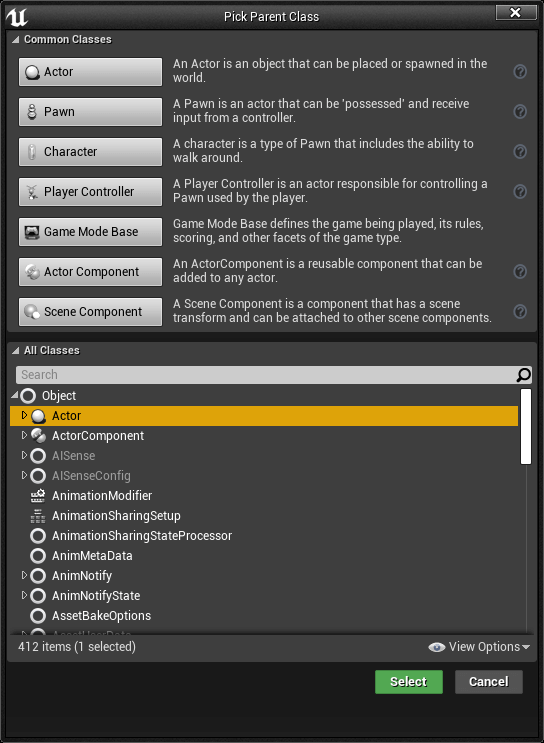 Pick Parent Class
Common Classes
Actor
An Actor is an object that can be placed or spawned in the
world.
Pawn
A Pawn is an actor that can be 'possessed' and receive
input from a controller.
Character
A character is a type of Pawn that includes the ability to
walk around.
Player Controller
A Player Controller is an actor responsible for controlling a
Pawn used by the player.
Game Mode Base
Game Mode Base defines the game being played, its rules,
scoring, and other facets of the game type.
Actor Component
An ActorComponent is a reusable component that can be
added to any actor.
Scene Component
A Scene Component is a component that has a scene
transform and can be attached to other scene components.
All Classes
Search
Object
Actor
ActorComponent
AISense
AISenseConfig
AnimationModifier
AnimationSharingSetup
AnimationSharingStateProcessor
AnimMetaData
AnimNotify
AnimNotifyState
AssetBakeOptions
412 items (1 selected)
View Options
Select
Cancel